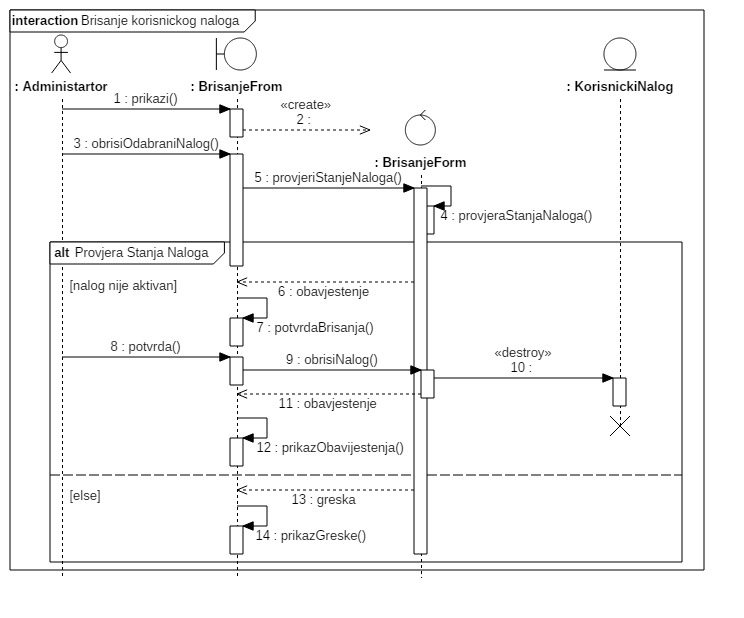 interaction Brisanje korisnickog naloga
: Administartor
: BrisanjeFrom
: KorisnickiNalog
1 : prikazi()
«create»
2 :
3 : obrisiOdabraniNalog()
: BrisanjeForm
5 : provjeriStanjeNaloga()
4 : provjeraStanjaNaloga()
alt Provjera Stanja Naloga
[nalog nije aktivan]
6 : obavjestenje
7 : potvrdaBrisanja()
8 : potvrda()
9 : obrisiNalog()
«destroy»
10 :
11 : obavjestenje
12 : prikazObavijestenja()
[else]
13 : greska
14 : prikazGreske()